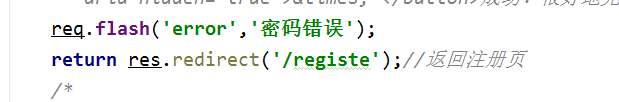 req.flash('error','密码错误');
return res.redirect('/registe');//返回注册页
/*